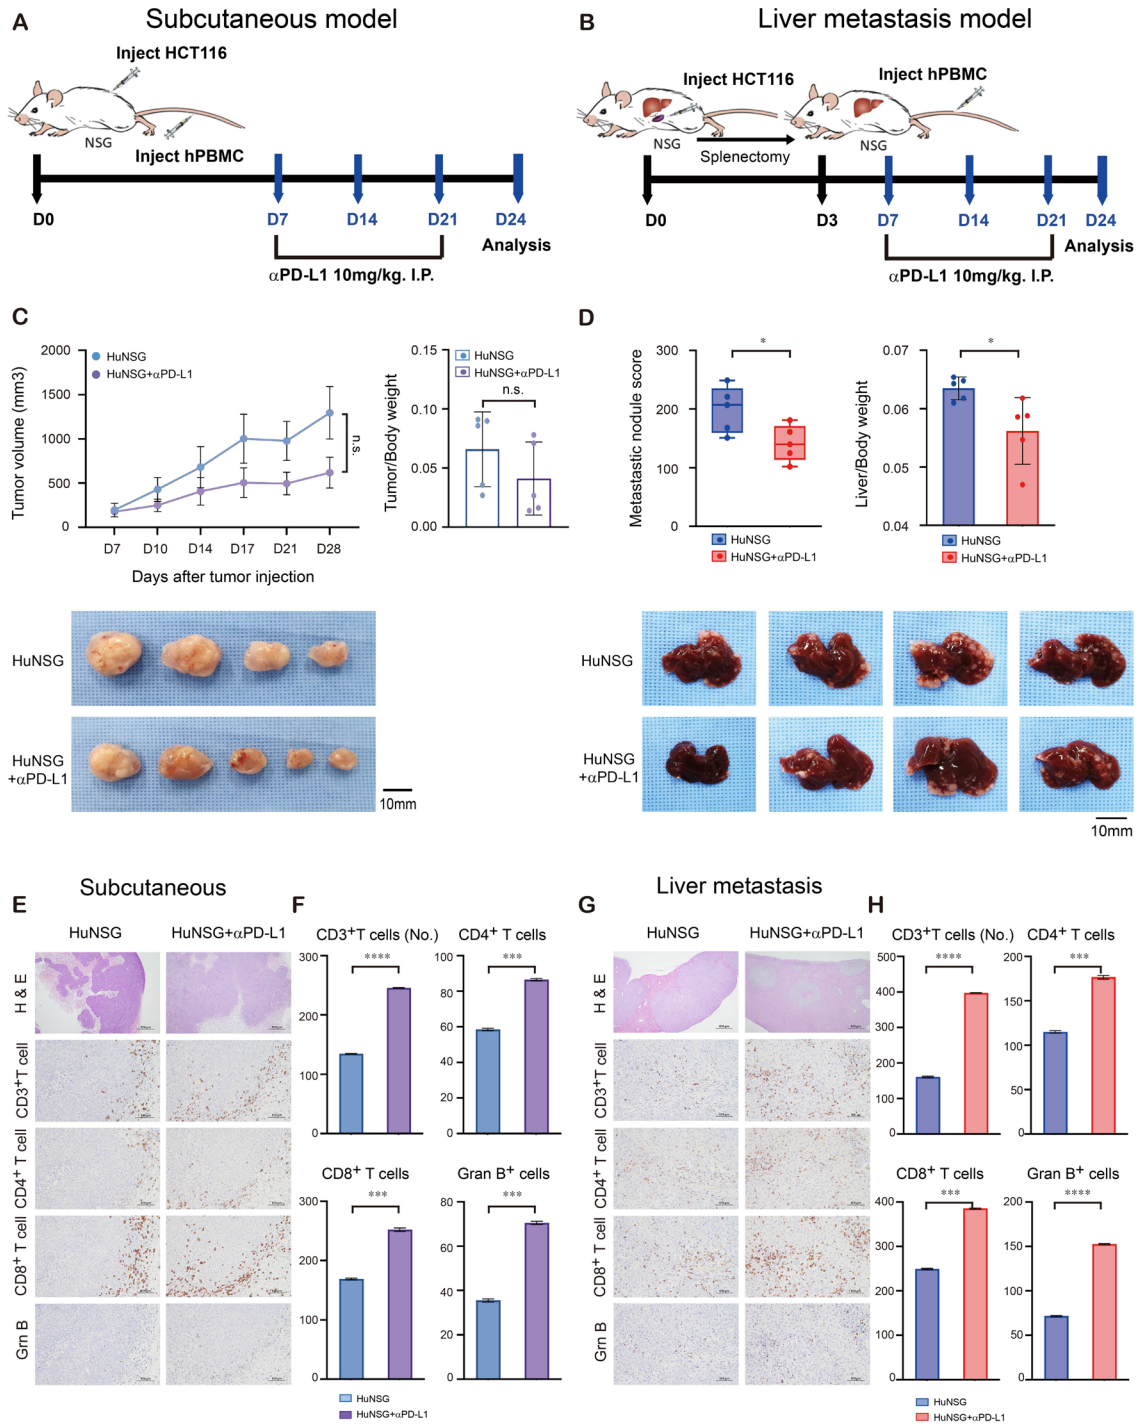 A
Subcutaneous model
Inject HCT116
NSG
Inject hPBMC
D0
D7
D14
D21
D24
Analysis
αPD-L1 10mg/kg. I.P.
B
Liver metastasis model
Inject HCT116
Inject hPBMC
NSG
Splenectomy
NSG
D0
D3
D7
D14
D21
D24
Analysis
αPD-L1 10mg/kg. I.P.
C
Tumor volume (mm3)
2000
1500
1000
500
0
HuNSG
HuNSG+αPD-L1
n.s.
D7
D10
D14
D17
D21
D28
Days after tumor injection
Tumor/Body weight
0.15
0.10
0.05
0.00
HuNSG
HuNSG+αPD-L1
n.s.
HuNSG
HuNSG
+αPD-L1
10mm
D
Metastastic nodule score
300
200
100
0
*
HuNSG
HuNSG+αPD-L1
Liver/Body weight
0.07
0.06
0.05
0.04
*
HuNSG
HuNSG+αPD-L1
HuNSG
HuNSG
+αPD-L1
10mm
Subcutaneous
E
HuNSG
HuNSG+αPD-L1
H & E
CD3+T cell
CD4+ T cell
CD8+ T cell
Grn B
F
CD3+T cells (No.)
300
200
100
0
****
CD4+ T cells
100
80
60
40
20
0
***
CD8+ T cells
300
200
100
0
***
Gran B+ cells
80
60
40
20
0
***
HuNSG
HuNSG+αPD-L1
Liver metastasis
G
HuNSG
HuNSG+αPD-L1
H & E
CD3+T cell
CD4+ T cell
CD8+ T cell
Grn B
H
CD3+T cells (No.)
500
400
300
200
100
0
****
CD4+ T cells
200
150
100
50
0
***
CD8+ T cells
400
300
200
100
0
***
Gran B+ cells
200
150
100
50
0
****
HuNSG
HuNSG+αPD-L1